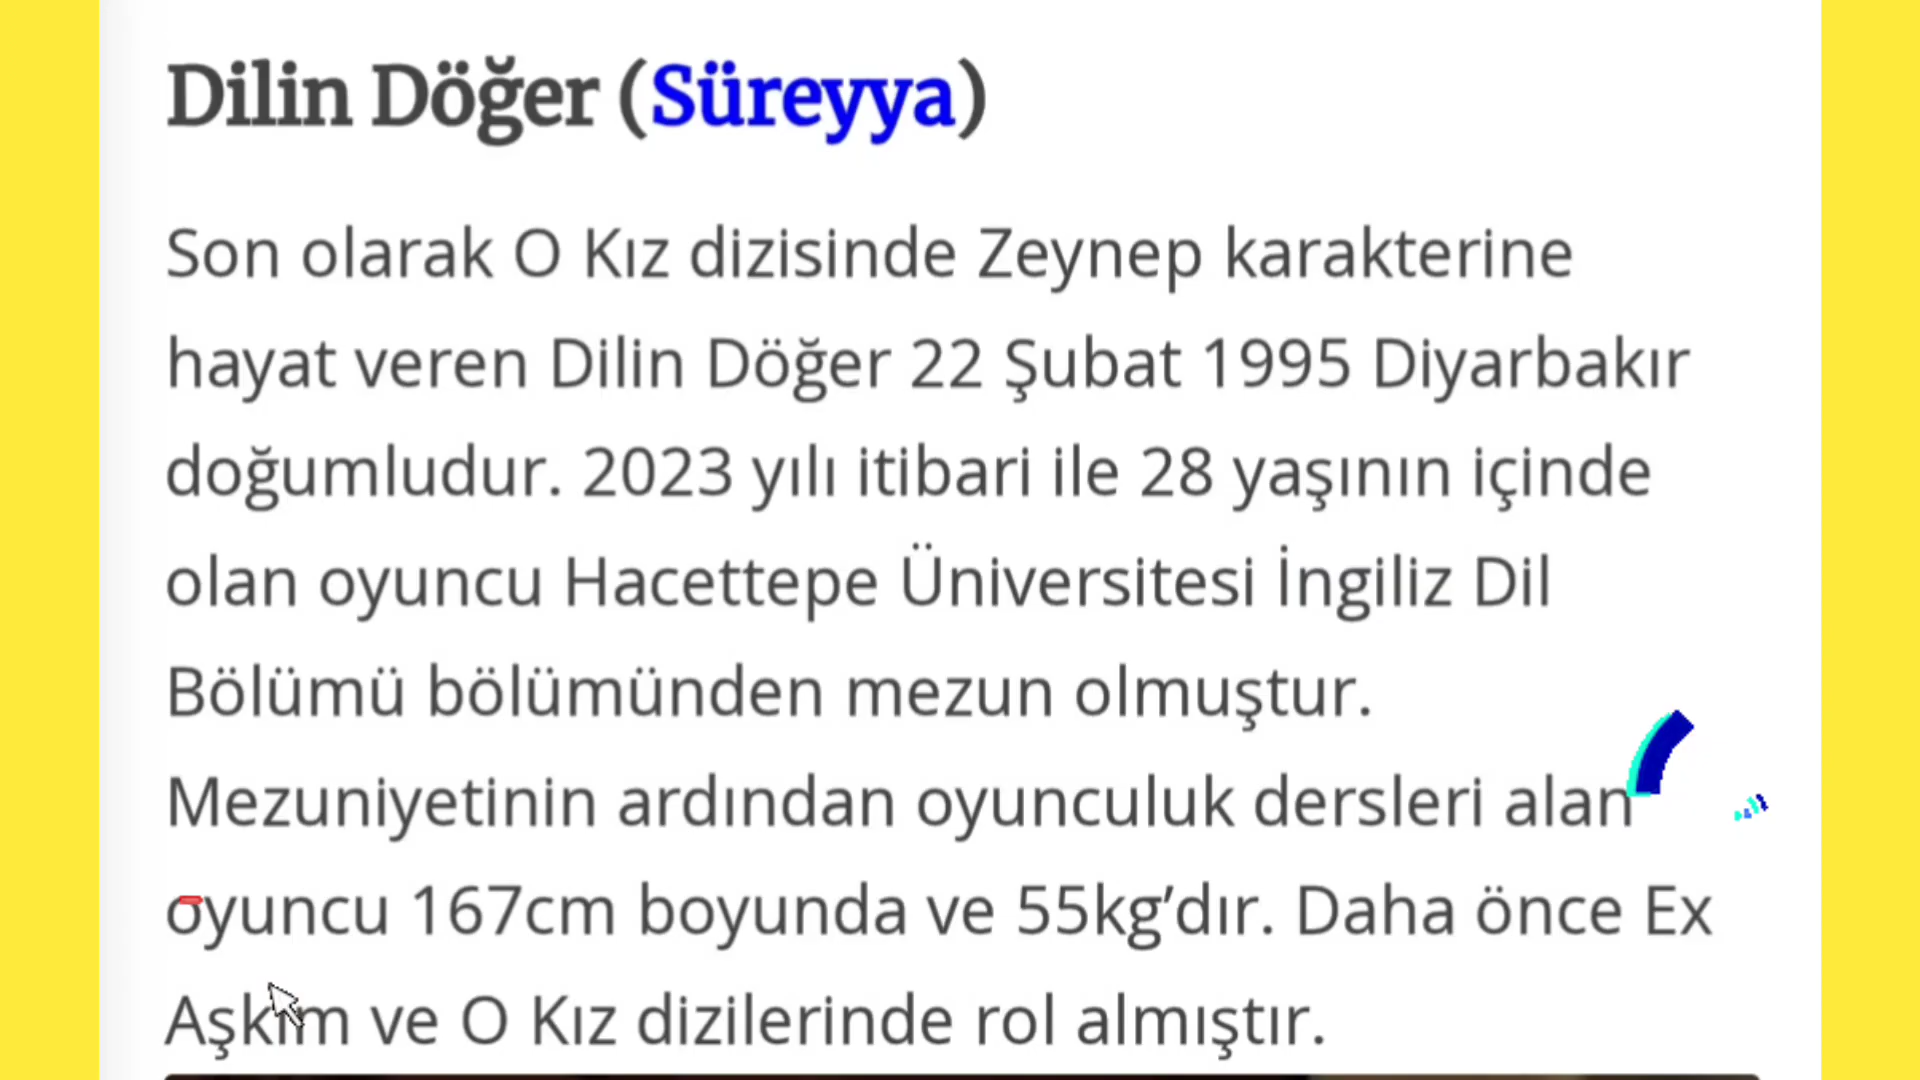 Dilin Döğer (Süreyya)
Son olarak O Kız dizisinde Zeynep karakterine
hayat veren Dilin Döğer 22 Şubat 1995 Diyarbakır
doğumludur. 2023 yılı itibari ile 28 yaşının içinde
olan oyuncu Hacettepe Üniversitesi İngiliz Dil
Bölümü bölümünden mezun olmuştur.
Mezuniyetinin ardından oyunculuk dersleri alan
oyuncu 167cm boyunda ve 55kg’dır. Daha önce Ex
Aşkım ve O Kız dizilerinde rol almıştır.